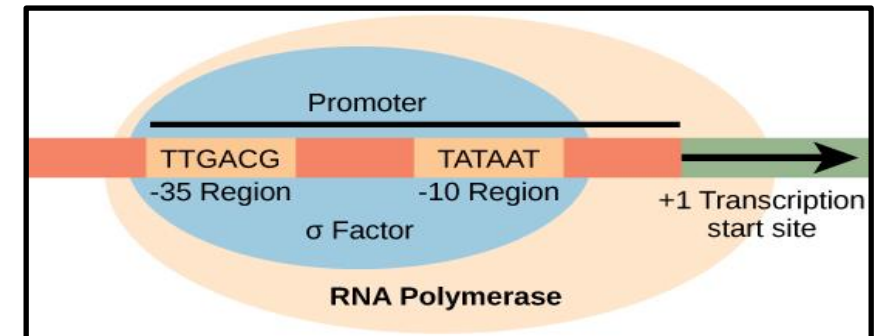 Promoter
TTGACG TATAAT
-35 Region -10 Region
+1 Transcription
start site
σ Factor
RNA Polymerase